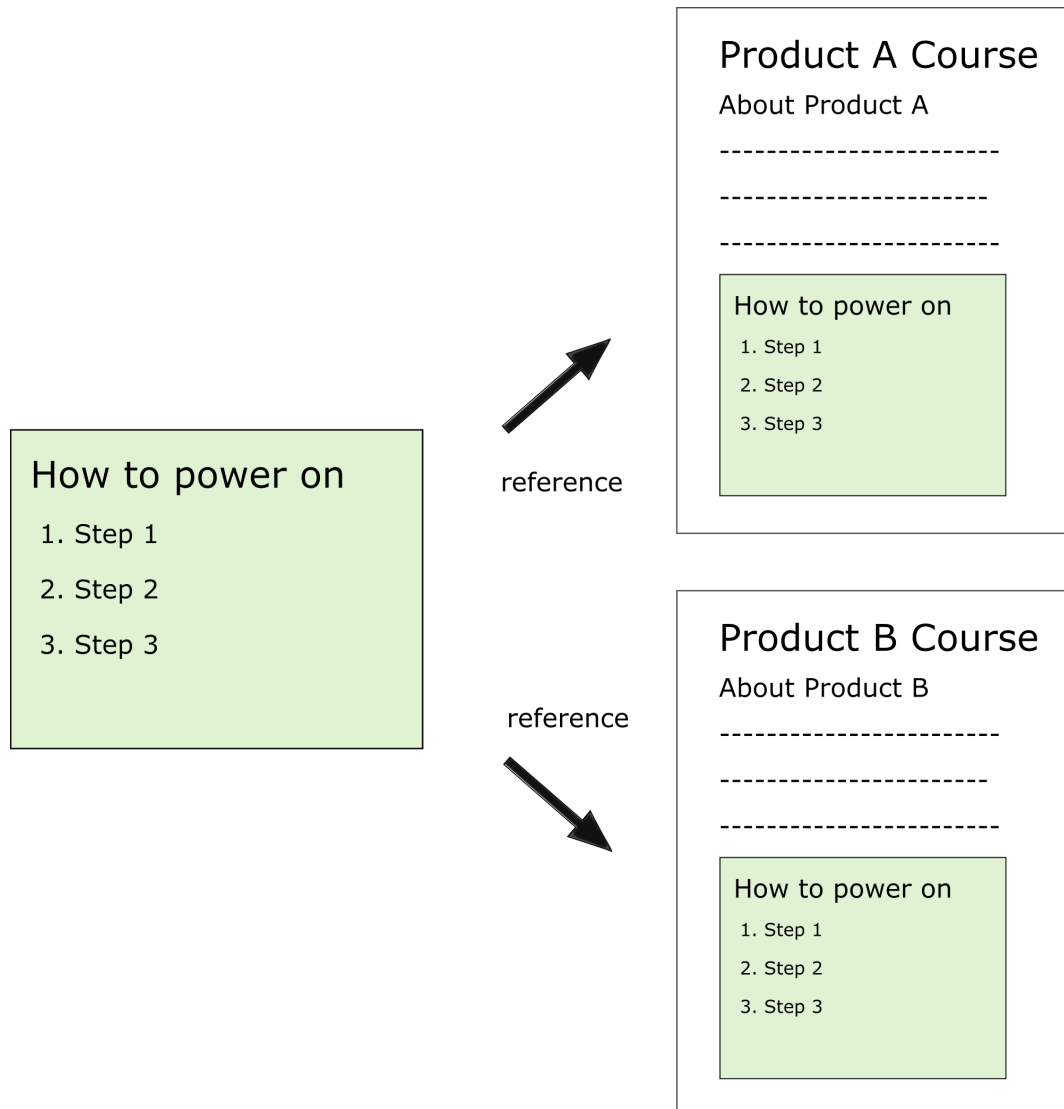 How to power on
1. Step 1
2. Step 2
3. Step 3
reference
reference
Product A Course
About Product A
------------------------
-----------------------
------------------------
How to power on
1. Step 1
2. Step 2
3. Step 3
Product B Course
About Product B
------------------------
-----------------------
------------------------
How to power on
1. Step 1
2. Step 2
3. Step 3